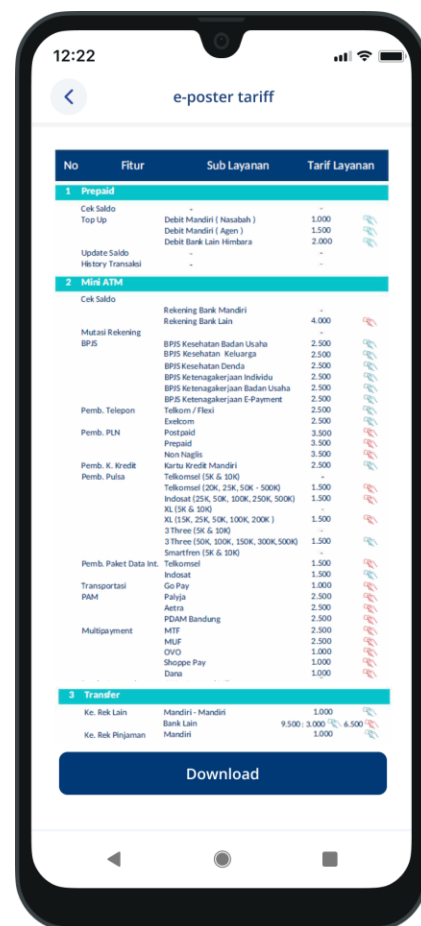 12:22
e-poster tariff
No Fitur Sub Layanan Tarif Layanan
1 Prepaid
Cek Saldo - -
Top Up Debit Mandiri ( Nasabah ) 1.000
Debit Mandiri ( Agen ) 1.500
Debit Bank Lain Himbara 2.000
Update Saldo - -
History Transaksi - -
2 Mini ATM
Cek Saldo
Rekening Bank Mandiri -
Rekening Bank Lain 4.000
Mutasi Rekening -
BPJS BPJS Kesehatan Badan Usaha 2.500
BPJS Kesehatan Keluarga 2.500
BPJS Kesehatan Denda 2.500
BPJS Ketenagakerjaan Individu 2.500
BPJS Ketenagakerjaan Badan Usaha 2.500
BPJS Ketenagakerjaan E-Payment 2.500
Pemb. Telepon Telkom / Flexi 2.500
Exelcom 2.500
Pemb. PLN Postpaid 3.500
Prepaid 3.500
Non Naglis 3.500
Pemb. K. Kredit Kartu Kredit Mandiri 2.500
Pemb. Pulsa Telkomsel (5K & 10K) -
Telkomsel (20K, 25K, 50K - 500K) 1.500
Indosat (25K, 50K, 100K, 250K, 500K) 1.500
XL (5K & 10K) -
XL (15K, 25K, 50K, 100K, 200K ) 1.500
3 Three (5K & 10K) -
3 Three (50K, 100K, 150K, 300K,500K) 1.500
Smartfren (5K & 10K) -
Pemb. Paket Data Int. Telkomsel 1.500
Indosat 1.500
Transportasi Go Pay 1.000
PAM Palyja 2.500
Aetra 2.500
PDAM Bandung 2.500
Multipayment MTF 2.500
MUF 2.500
OVO 1.000
Shoppe Pay 1.000
Dana 1.000
3 Transfer
Ke. Rek Lain Mandiri - Mandiri 1.000
Bank Lain 9.500 : 3.000 6.500
Ke. Rek Pinjaman Mandiri 1.000
Download